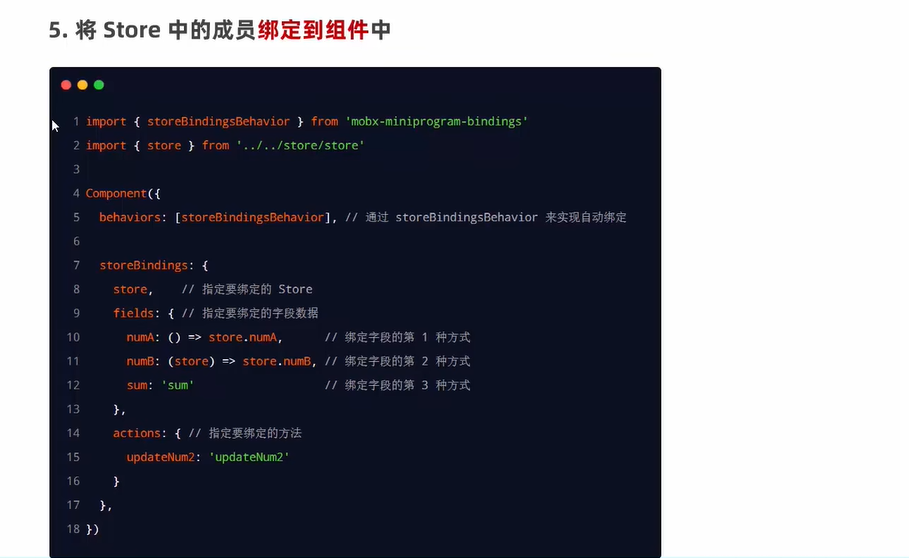 5. 将 Store 中的成员绑定到组件中
1 import { storeBindingsBehavior } from 'mobx-miniprogram-bindings'
2 import { store } from '../../store/store'
3
4 Component({
5   behaviors: [storeBindingsBehavior], // 通过 storeBindingsBehavior 来实现自动绑定
6
7   storeBindings: {
8     store,    // 指定要绑定的 Store
9     fields: { // 指定要绑定的字段数据
10       numA: () => store.numA,      // 绑定字段的第 1 种方式
11       numB: (store) => store.numB, // 绑定字段的第 2 种方式
12       sum: 'sum'                   // 绑定字段的第 3 种方式
13     },
14     actions: { // 指定要绑定的方法
15       updateNum2: 'updateNum2'
16     }
17   },
18 })